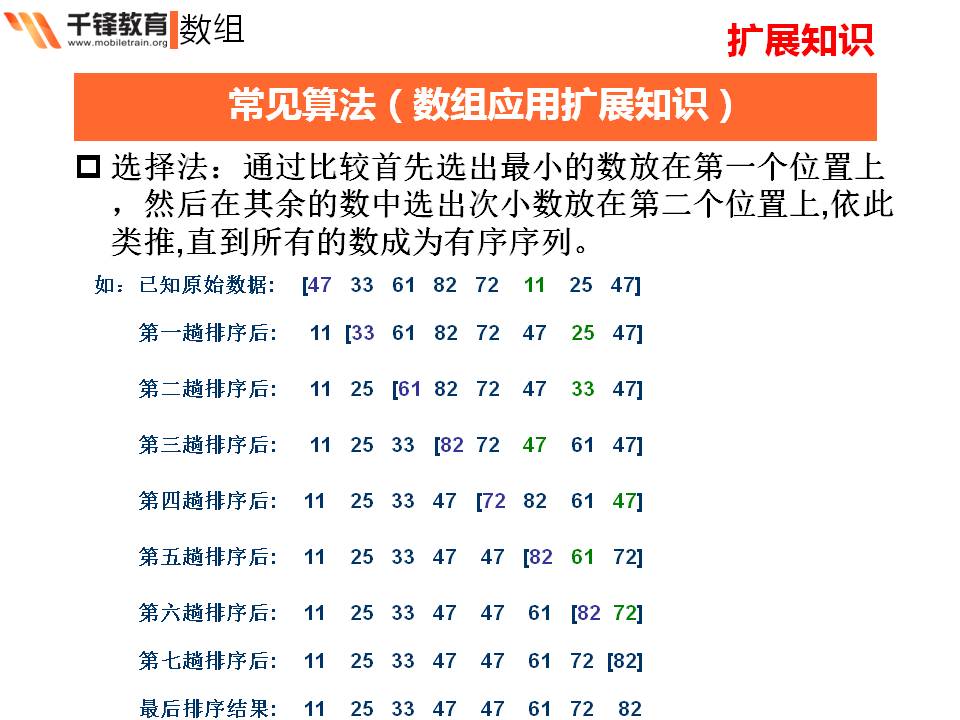 千锋教育 数组
www.mobiletrain.org
扩展知识
常见算法（数组应用扩展知识）
选择法：通过比较首先选出最小的数放在第一个位置上
，然后在其余的数中选出次小数放在第二个位置上,依此
类推,直到所有的数成为有序序列。
如：已知原始数据: [47 33 61 82 72 11 25 47]
第一趟排序后: 11 [33 61 82 72 47 25 47]
第二趟排序后: 11 25 [61 82 72 47 33 47]
第三趟排序后: 11 25 33 [82 72 47 61 47]
第四趟排序后: 11 25 33 47 [72 82 61 47]
第五趟排序后: 11 25 33 47 47 [82 61 72]
第六趟排序后: 11 25 33 47 47 61 [82 72]
第七趟排序后: 11 25 33 47 47 61 72 [82]
最后排序结果: 11 25 33 47 47 61 72 82